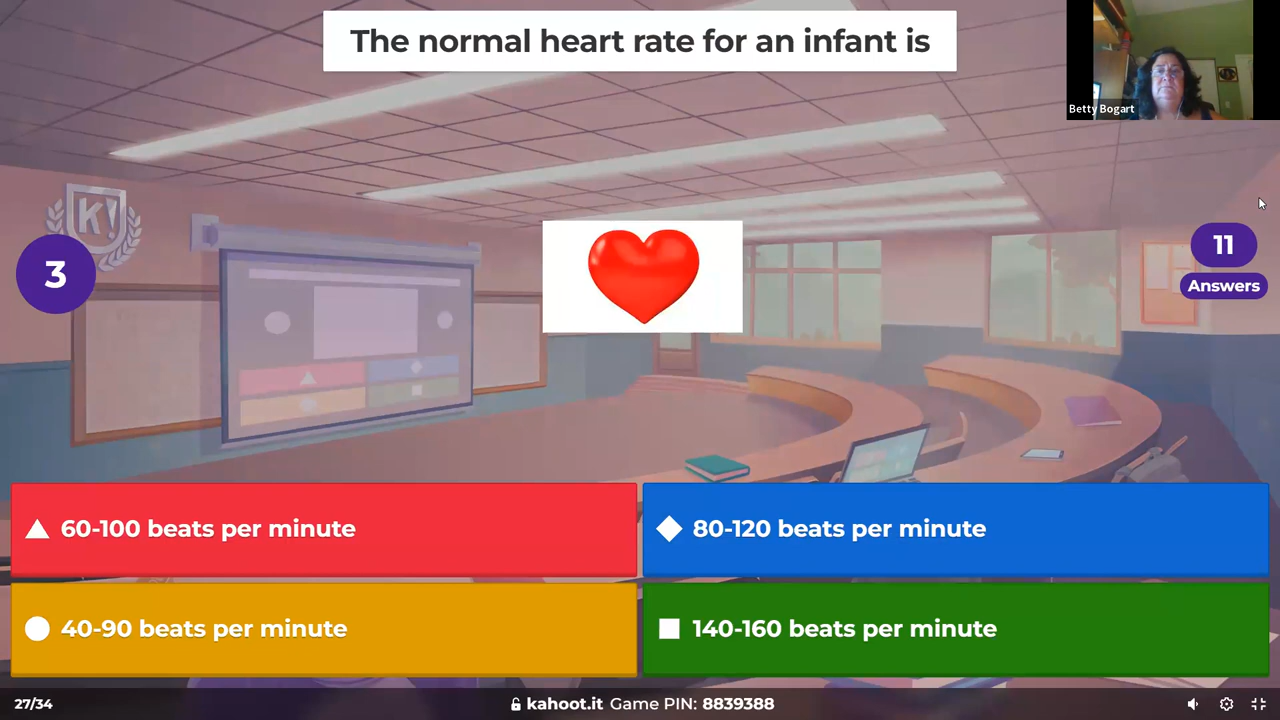 The normal heart rate for an infant is
Betty Bogart
K!
3
11
Answers
60-100 beats per minute
80-120 beats per minute
40-90 beats per minute
140-160 beats per minute
27/34
kahoot.it Game PIN: 8839388